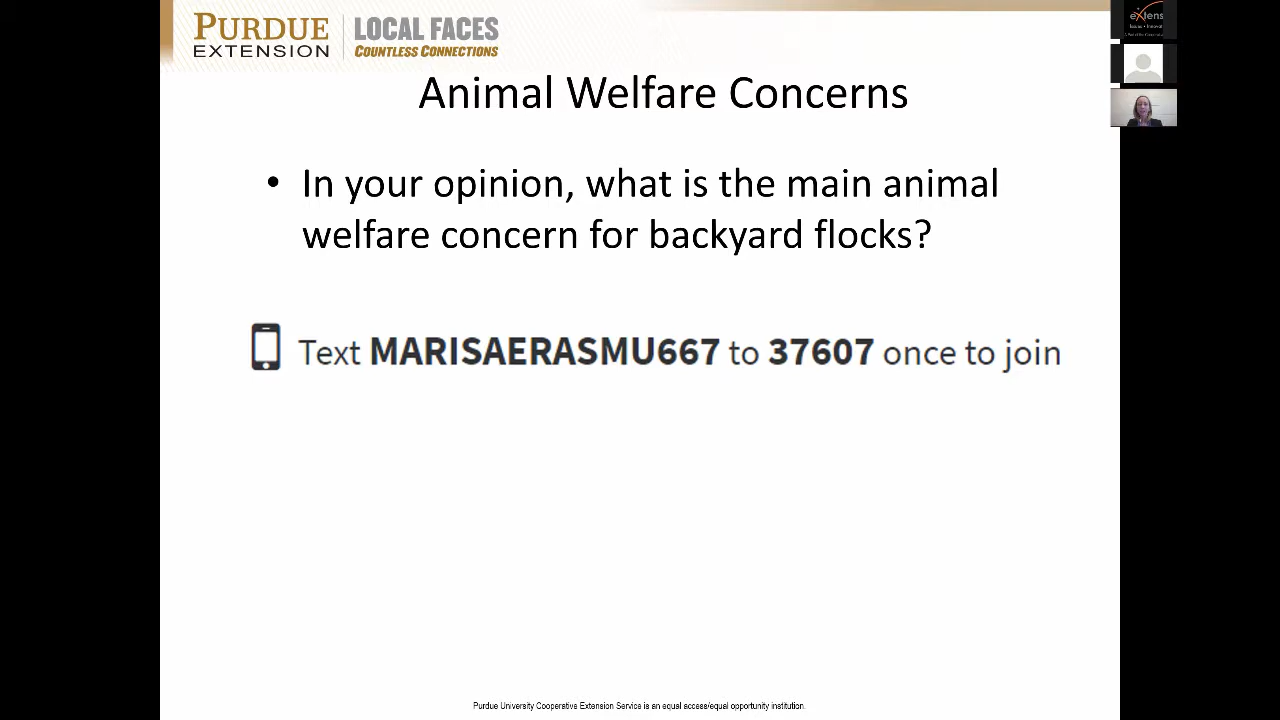 PURDUE
EXTENSION
LOCAL FACES
COUNTLESS CONNECTIONS
Animal Welfare Concerns
• In your opinion, what is the main animal
welfare concern for backyard flocks?
Text MARISAERASMU667 to 37607 once to join
Purdue University Cooperative Extension Service is an equal access/equal opportunity institution.